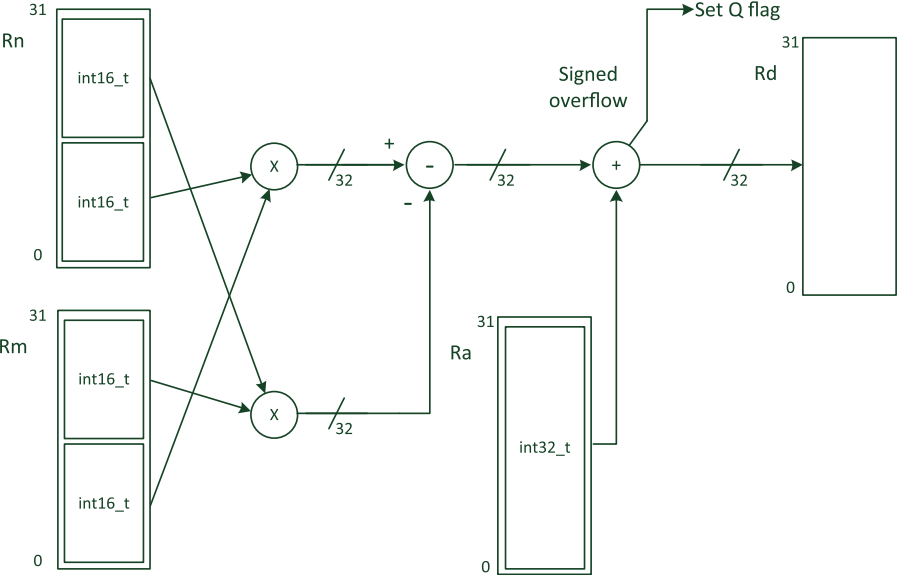 31
Rn
int16_t
int16_t
0
31
Rm
int16_t
int16_t
0
X
32
+
-
-
32
X
32
Signed
overflow
Set Q flag
+
32
31
Ra
int32_t
0
31
Rd
0